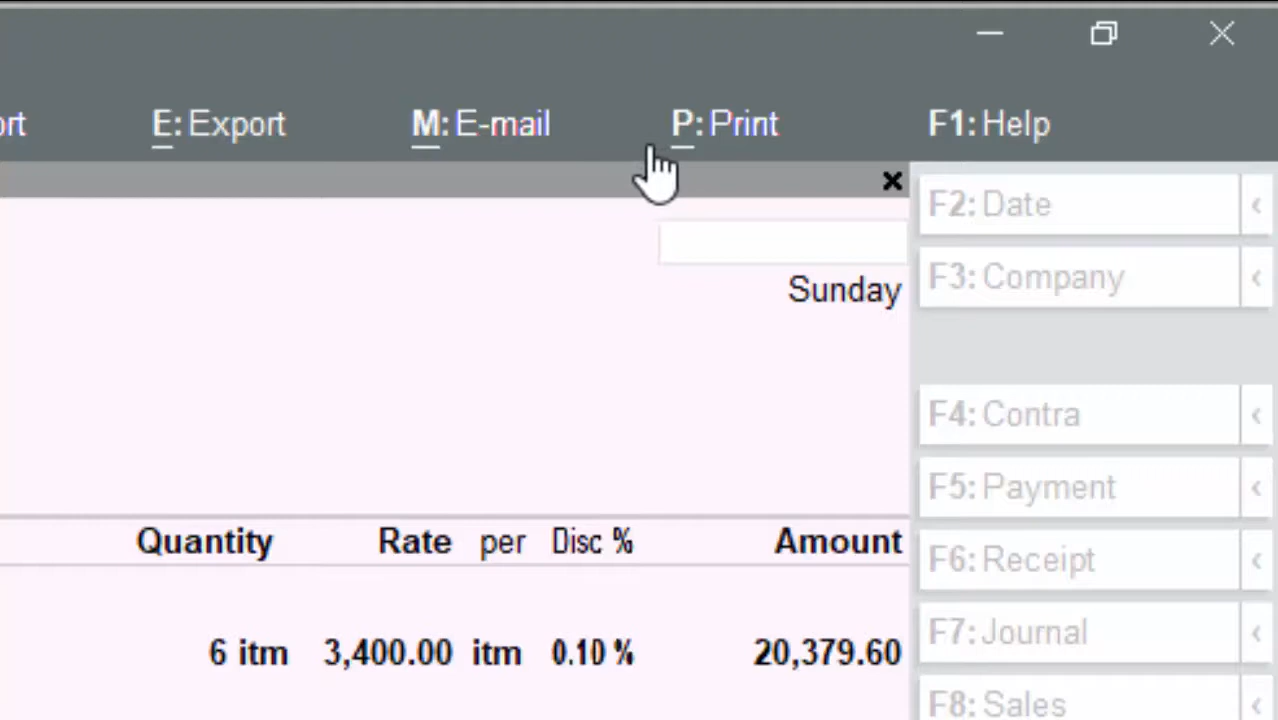 ort E: Export M: E-mail P: Print F1: Help
F2: Date
F3: Company
Sunday
F4: Contra
F5: Payment
Quantity Rate per Disc % Amount
F6: Receipt
F7: Journal
6 itm 3,400.00 itm 0.10 % 20,379.60
F8: Sales